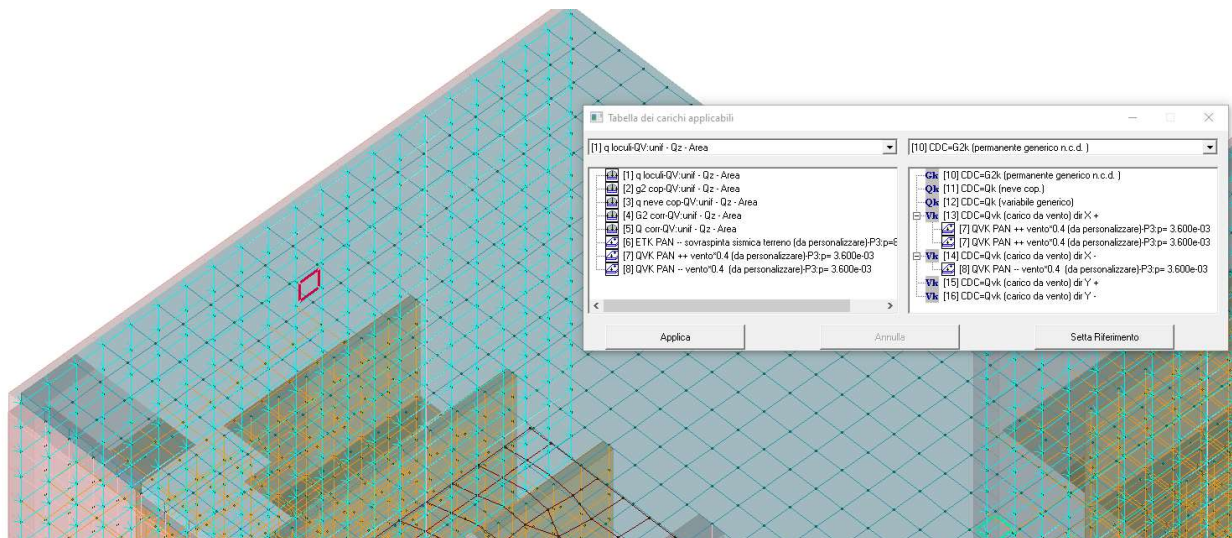 Tabella dei carichi applicabili
[1] q loculi-QV:unif - Qz - Area
[10] CDC=G2k (permanente generico n.c.d. )
[1] q loculi-QV:unif - Qz - Area
[2] g2 cop-QV:unif - Qz - Area
[3] q neve cop-QV:unif - Qz - Area
[4] G2 corr-QV:unif - Qz - Area
[5] Q corr-QV:unif - Qz - Area
[6] ETK PAN -- sovraspinta sismica terreno (da personalizzare)-P3:p=8
[7] QVK PAN ++ vento*0.4 (da personalizzare)-P3:p= 3.600e-03
[8] QVK PAN -- vento*0.4 (da personalizzare)-P3:p= 3.600e-03
Gk [10] CDC=G2k (permanente generico n.c.d. )
Qk [11] CDC=Qk (neve cop.)
Qk [12] CDC=Qk (variabile generico)
Vk [13] CDC=Qvk (carico da vento) dir X +
[7] QVK PAN ++ vento*0.4 (da personalizzare)-P3:p= 3.600e-03
[7] QVK PAN ++ vento*0.4 (da personalizzare)-P3:p= 3.600e-03
Vk [14] CDC=Qvk (carico da vento) dir X -
[8] QVK PAN -- vento*0.4 (da personalizzare)-P3:p= 3.600e-03
Vk [15] CDC=Qvk (carico da vento) dir Y +
Vk [16] CDC=Qvk (carico da vento) dir Y -
Applica
Annulla
Setta Riferimento